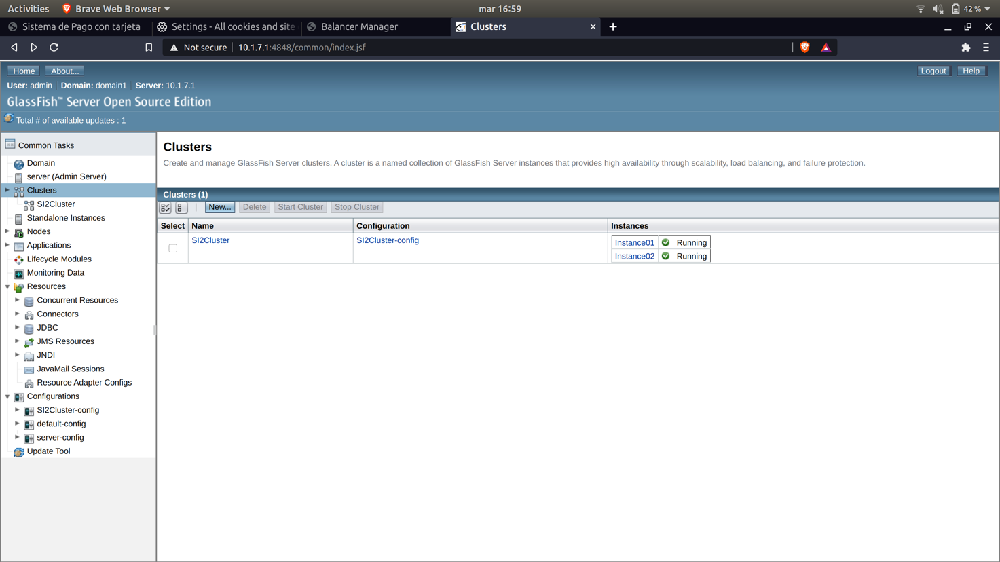 Activities Brave Web Browser mar 16:59 42 %
Sistema de Pago con tarjeta Settings - All cookies and site Balancer Manager Clusters
Not secure 10.1.7.1:4848/common/index.jsf
Home About... Logout Help
User: admin Domain: domain1 Server: 10.1.7.1
GlassFish™ Server Open Source Edition
Total # of available updates : 1
Common Tasks
Domain
server (Admin Server)
Clusters
SI2Cluster
Standalone Instances
Nodes
Applications
Lifecycle Modules
Monitoring Data
Resources
Concurrent Resources
Connectors
JDBC
JMS Resources
JNDI
JavaMail Sessions
Resource Adapter Configs
Configurations
SI2Cluster-config
default-config
server-config
Update Tool
Clusters
Create and manage GlassFish Server clusters. A cluster is a named collection of GlassFish Server instances that provides high availability through scalability, load balancing, and failure protection.
Clusters (1)
New... Delete Start Cluster Stop Cluster
Select Name Configuration Instances
SI2Cluster SI2Cluster-config Instance01 Running
Instance02 Running